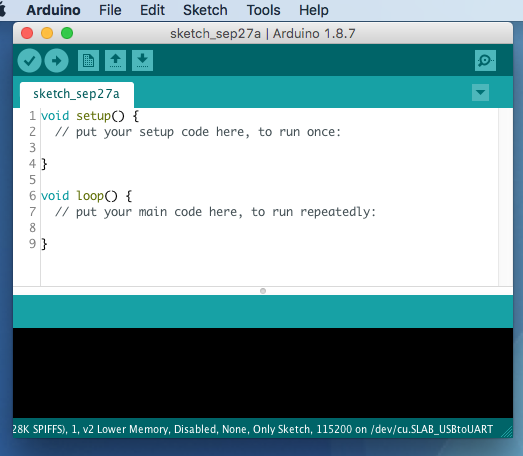 Arduino File Edit Sketch Tools Help
sketch_sep27a | Arduino 1.8.7
sketch_sep27a
1 void setup() {
2 // put your setup code here, to run once:
3
4 }
5
6 void loop() {
7 // put your main code here, to run repeatedly:
8
9 }
28K SPIFFS), 1, v2 Lower Memory, Disabled, None, Only Sketch, 115200 on /dev/cu.SLAB_USBtoUART